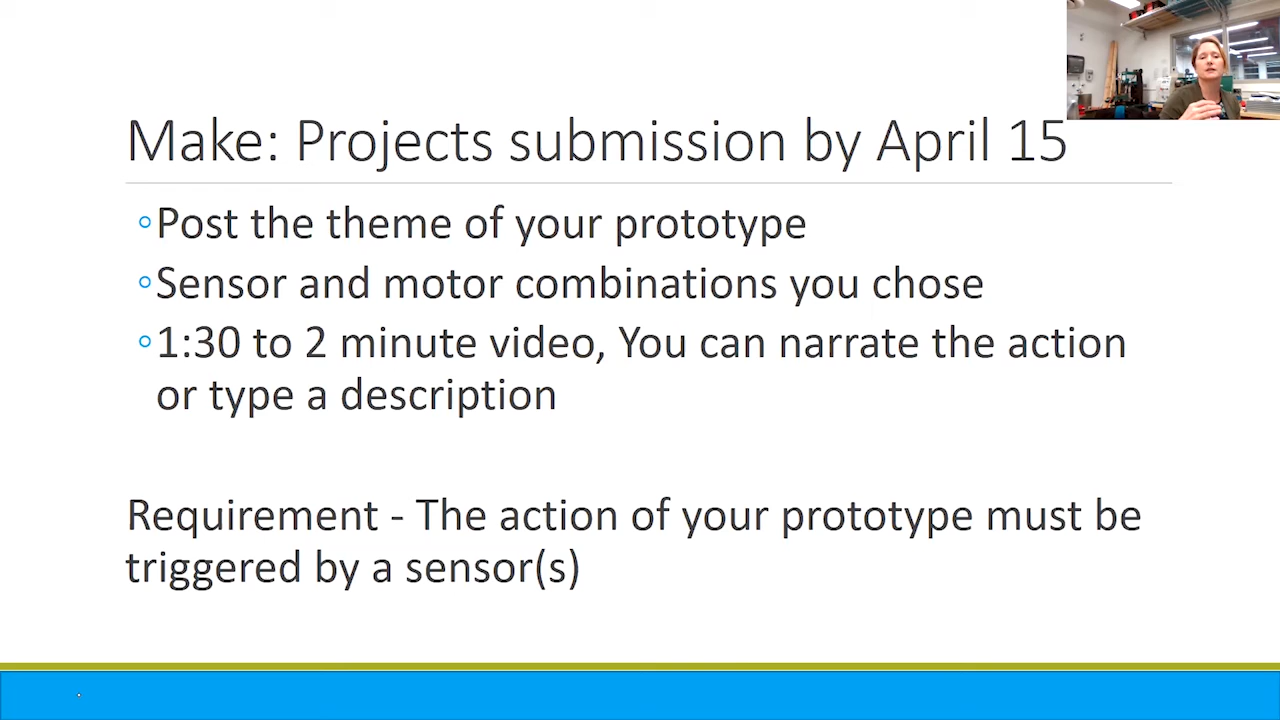 Make: Projects submission by April 15
◦Post the theme of your prototype
◦Sensor and motor combinations you chose
◦1:30 to 2 minute video, You can narrate the action
or type a description
Requirement - The action of your prototype must be
triggered by a sensor(s)